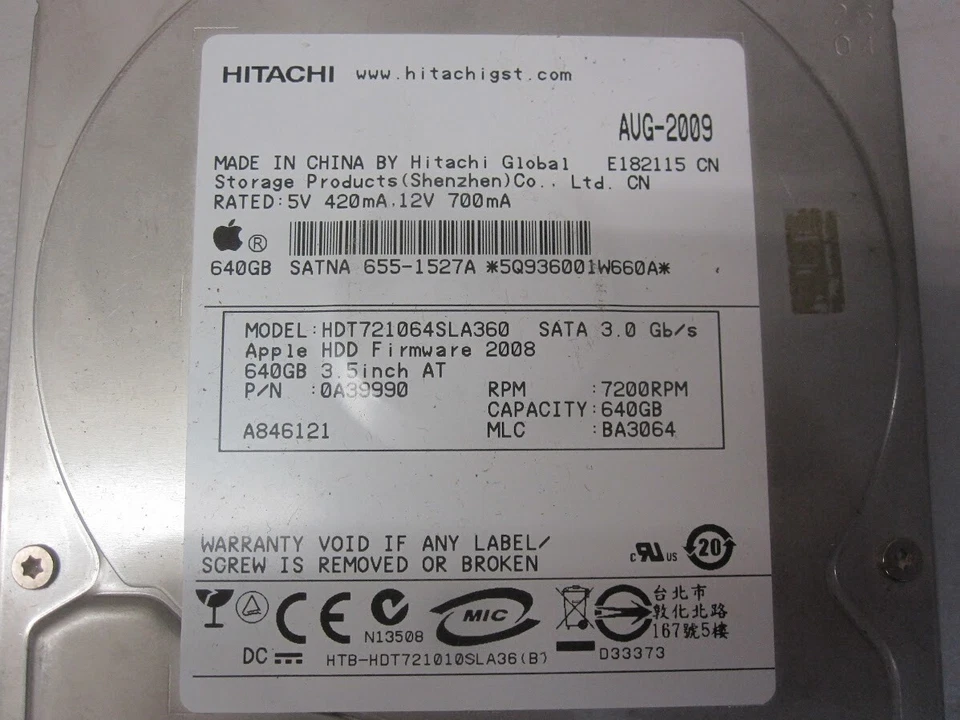 HITACHI www.hitachigst.com
AUG-2009
MADE IN CHINA BY Hitachi Global E182115 CN
Storage Products(Shenzhen)Co., Ltd. CN
RATED:5V 420mA,12V 700mA
®
640GB SATNA 655-1527A *5Q936001W660A*
MODEL:HDT721064SLA360 SATA 3.0 Gb/s
Apple HDD Firmware 2008
640GB 3.5inch AT
P/N :0A39990 RPM :7200RPM
CAPACITY:640GB
A846121 MLC :BA3064
WARRANTY VOID IF ANY LABEL/
SCREW IS REMOVED OR BROKEN
c RU us 20
CE N13508 MIC
台北市
敦化北路
167號5樓
DC HTB-HDT721010SLA36(B) D33373